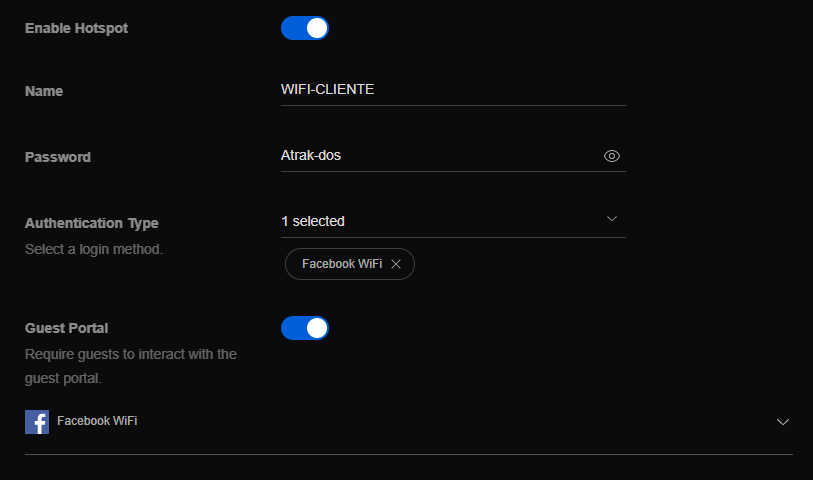 Enable Hotspot
Name
WIFI-CLIENTE
Password
Atrak-dos
Authentication Type
1 selected
Select a login method.
Facebook WiFi
Guest Portal
Require guests to interact with the
guest portal.
Facebook WiFi